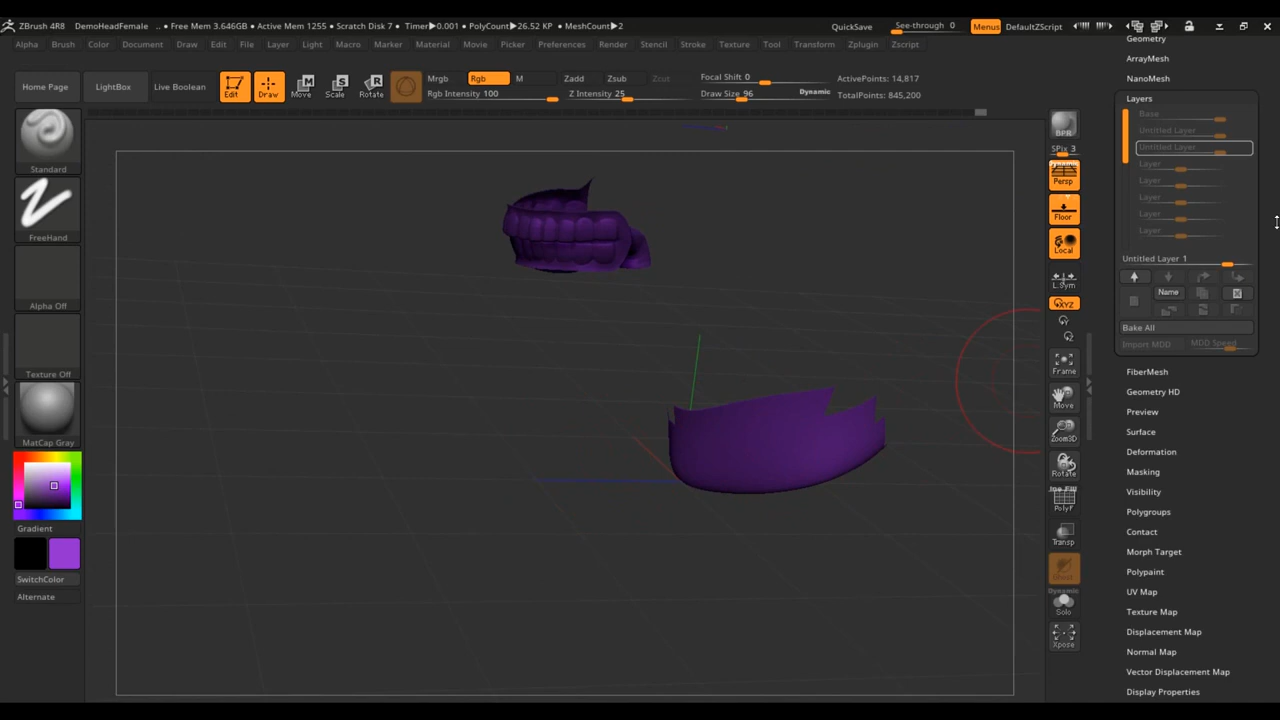 ZBrush 4R8 DemoHeadFemale .. • Free Mem 3.646GB • Active Mem 1255 • Scratch Disk 7 • Timer▶0.001 • PolyCount▶26.52 KP • MeshCount▶2 QuickSave See-through 0 Menus DefaultZScript
Alpha Brush Color Document Draw Edit File Layer Light Macro Marker Material Movie Picker Preferences Render Stencil Stroke Texture Tool Transform Zplugin Zscript
Home Page LightBox Live Boolean Edit Draw Move Scale Rotate
Mrgb Rgb M Zadd Zsub Zcut
Rgb Intensity 100 Z Intensity 25
Focal Shift 0
Draw Size 96 Dynamic
ActivePoints: 14,817
TotalPoints: 845,200
Standard
FreeHand
Alpha Off
Texture Off
MatCap Gray
Gradient
SwitchColor
Alternate
BPR
SPix 3
Dynamic
Persp
Floor
Local
L.Sym
XYZ
Y
Z
Frame
Move
Zoom3D
Rotate
Line Fill
PolyF
Transp
Ghost
Dynamic
Solo
Xpose
Geometry
ArrayMesh
NanoMesh
Layers
Base
Untitled Layer
Untitled Layer
Layer
Layer
Layer
Layer
Layer
Untitled Layer 1
Name
Bake All
Import MDD MDD Speed
FiberMesh
Geometry HD
Preview
Surface
Deformation
Masking
Visibility
Polygroups
Contact
Morph Target
Polypaint
UV Map
Texture Map
Displacement Map
Normal Map
Vector Displacement Map
Display Properties